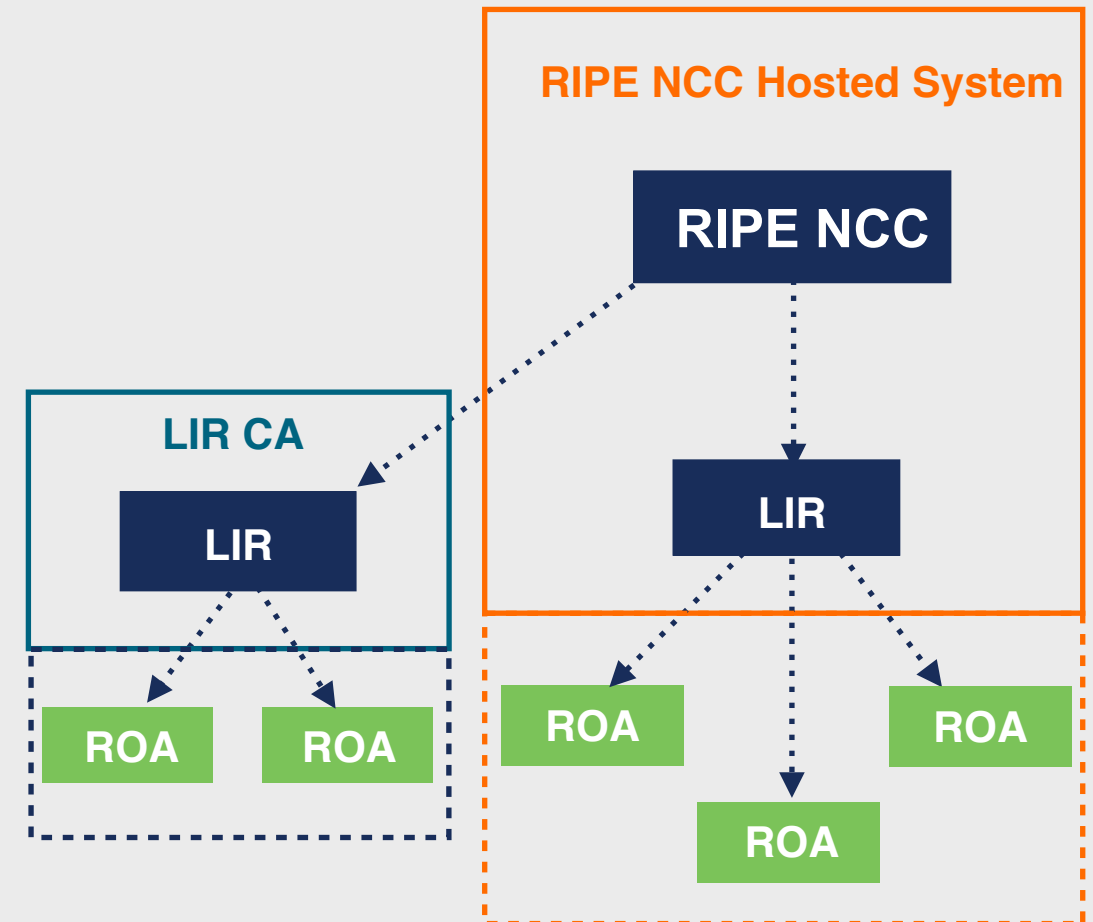 RIPE NCC Hosted System
RIPE NCC
LIR CA
LIR
LIR
ROA
ROA
ROA
ROA
ROA